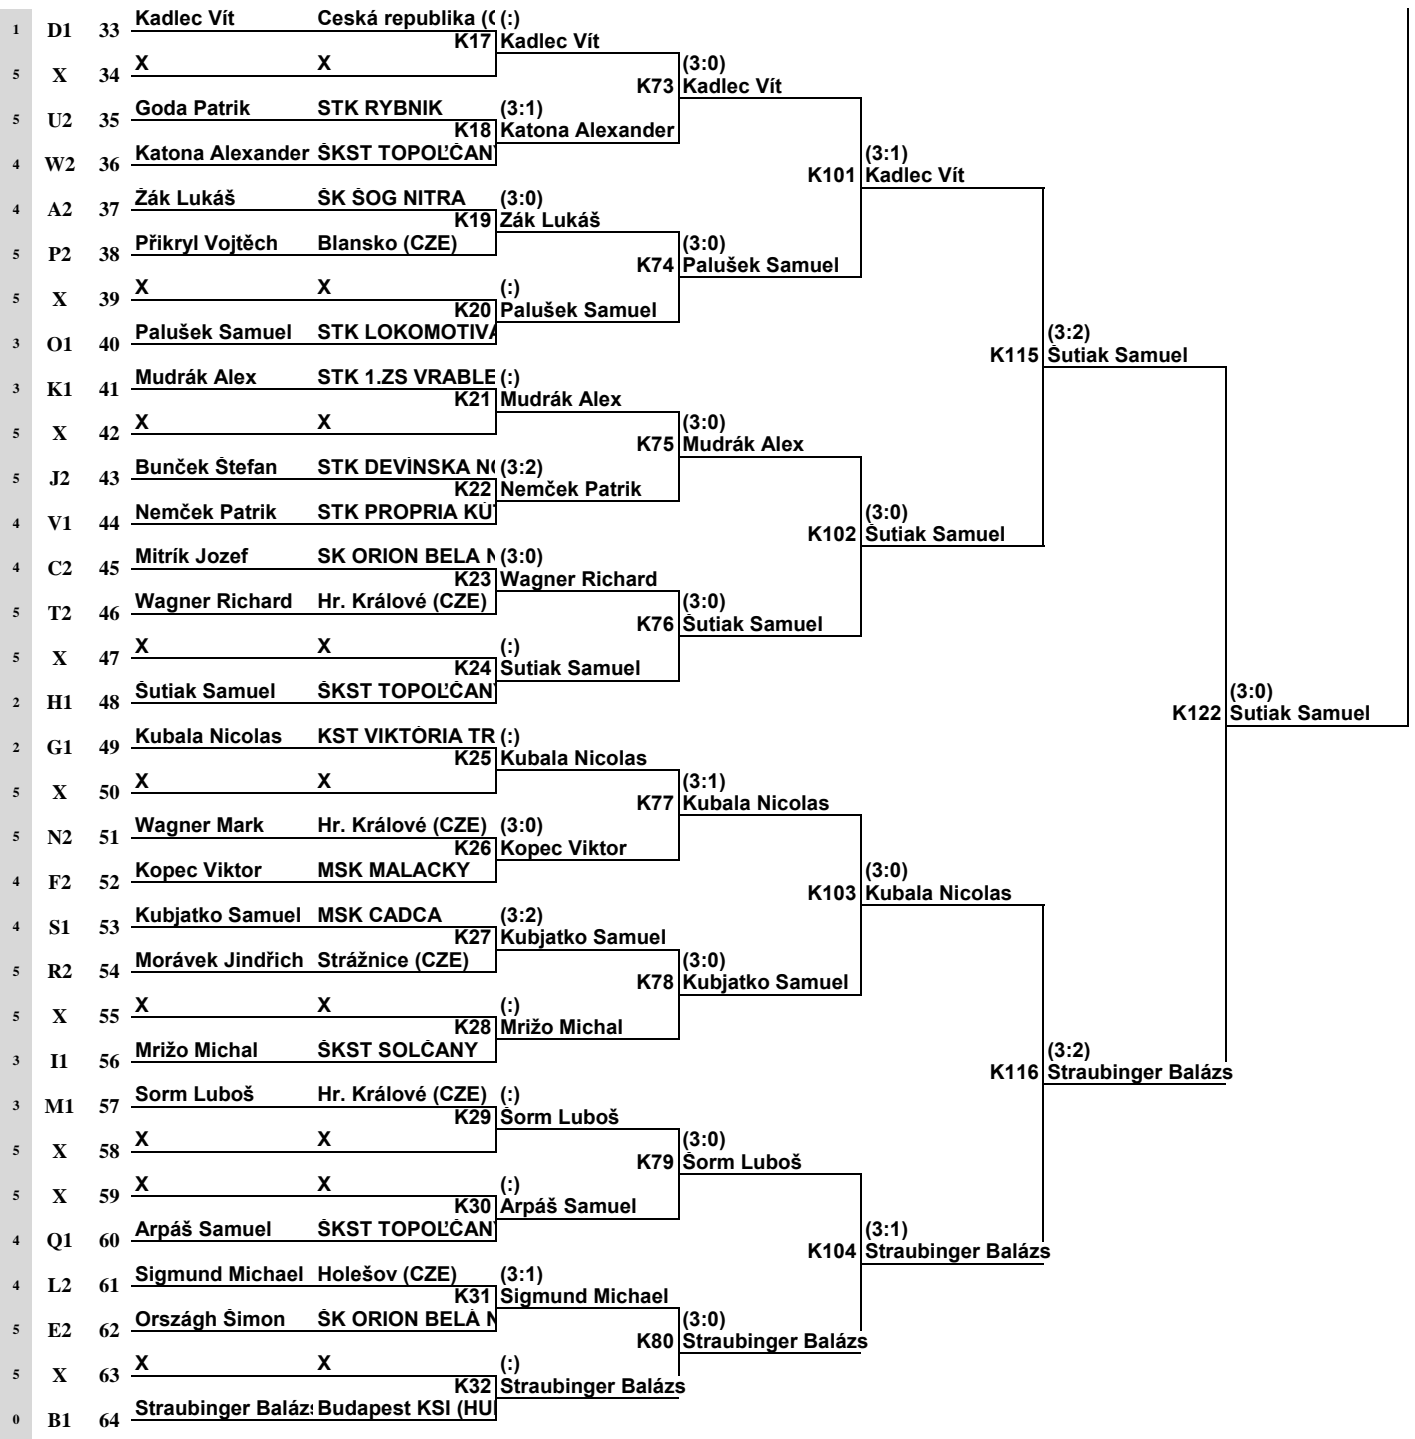 1 D1 33 Kadlec Vít Ceská republika (C (:)
K17 Kadlec Vít
5 X 34 X X (3:0)
K73 Kadlec Vít
5 U2 35 Goda Patrik STK RYBNIK (3:1)
K18 Katona Alexander
4 W2 36 Katona Alexander ŠKST TOPOĽČANY (3:1)
K101 Kadlec Vít
4 A2 37 Žák Lukáš ŠK ŠOG NITRA (3:0)
K19 Žák Lukáš
5 P2 38 Přikryl Vojtěch Blansko (CZE) (3:0)
K74 Palušek Samuel
5 X 39 X X (:)
K20 Palušek Samuel
3 O1 40 Palušek Samuel STK LOKOMOTIVA (3:2)
K115 Šutiak Samuel
3 K1 41 Mudrák Alex STK 1.ZŠ VRÁBLE (:)
K21 Mudrák Alex
5 X 42 X X (3:0)
K75 Mudrák Alex
5 J2 43 Bunček Štefan STK DEVÍNSKA N( (3:2)
K22 Nemček Patrik
4 V1 44 Nemček Patrik STK PROPRIA KÚT (3:0)
K102 Šutiak Samuel
4 C2 45 Mitrík Jozef ŠK ORION BELÁ N (3:0)
K23 Wagner Richard
5 T2 46 Wagner Richard Hr. Králové (CZE) (3:0)
K76 Šutiak Samuel
5 X 47 X X (:)
K24 Šutiak Samuel
2 H1 48 Šutiak Samuel ŠKST TOPOĽČANY (3:0)
K122 Šutiak Samuel
2 G1 49 Kubala Nicolas KST VIKTÓRIA TR (:)
K25 Kubala Nicolas
5 X 50 X X (3:1)
K77 Kubala Nicolas
5 N2 51 Wagner Mark Hr. Králové (CZE) (3:0)
K26 Kopec Viktor
4 F2 52 Kopec Viktor MSK MALACKY (3:0)
K103 Kubala Nicolas
4 S1 53 Kubjatko Samuel MSK ČADCA (3:2)
K27 Kubjatko Samuel
5 R2 54 Morávek Jindřich Strážnice (CZE) (3:0)
K78 Kubjatko Samuel
5 X 55 X X (:)
K28 Mrižo Michal
3 I1 56 Mrižo Michal ŠKST SOLČANY (3:2)
K116 Straubinger Balázs
3 M1 57 Šorm Luboš Hr. Králové (CZE) (:)
K29 Šorm Luboš
5 X 58 X X (3:0)
K79 Šorm Luboš
5 X 59 X X (:)
K30 Arpáš Samuel
4 Q1 60 Arpáš Samuel ŠKST TOPOĽČANY (3:1)
K104 Straubinger Balázs
4 L2 61 Sigmund Michael Holešov (CZE) (3:1)
K31 Sigmund Michael
5 E2 62 Országh Šimon ŠK ORION BELÁ N (3:0)
K80 Straubinger Balázs
5 X 63 X X (:)
K32 Straubinger Balázs
0 B1 64 Straubinger Balázs Budapest KSI (HUN